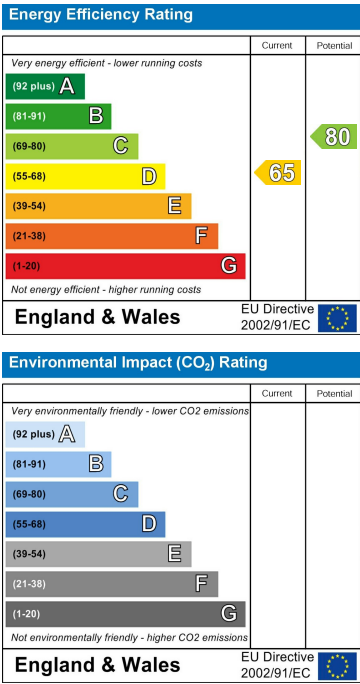 Energy Efficiency Rating
Current Potential
Very energy efficient - lower running costs
(92 plus) A
(81-91) B
(69-80) C
80
(55-68) D
65
(39-54) E
(21-38) F
(1-20) G
Not energy efficient - higher running costs
England & Wales
EU Directive
2002/91/EC
Environmental Impact (CO₂) Rating
Current Potential
Very environmentally friendly - lower CO2 emissions
(92 plus) A
(81-91) B
(69-80) C
(55-68) D
(39-54) E
(21-38) F
(1-20) G
Not environmentally friendly - higher CO2 emissions
England & Wales
EU Directive
2002/91/EC